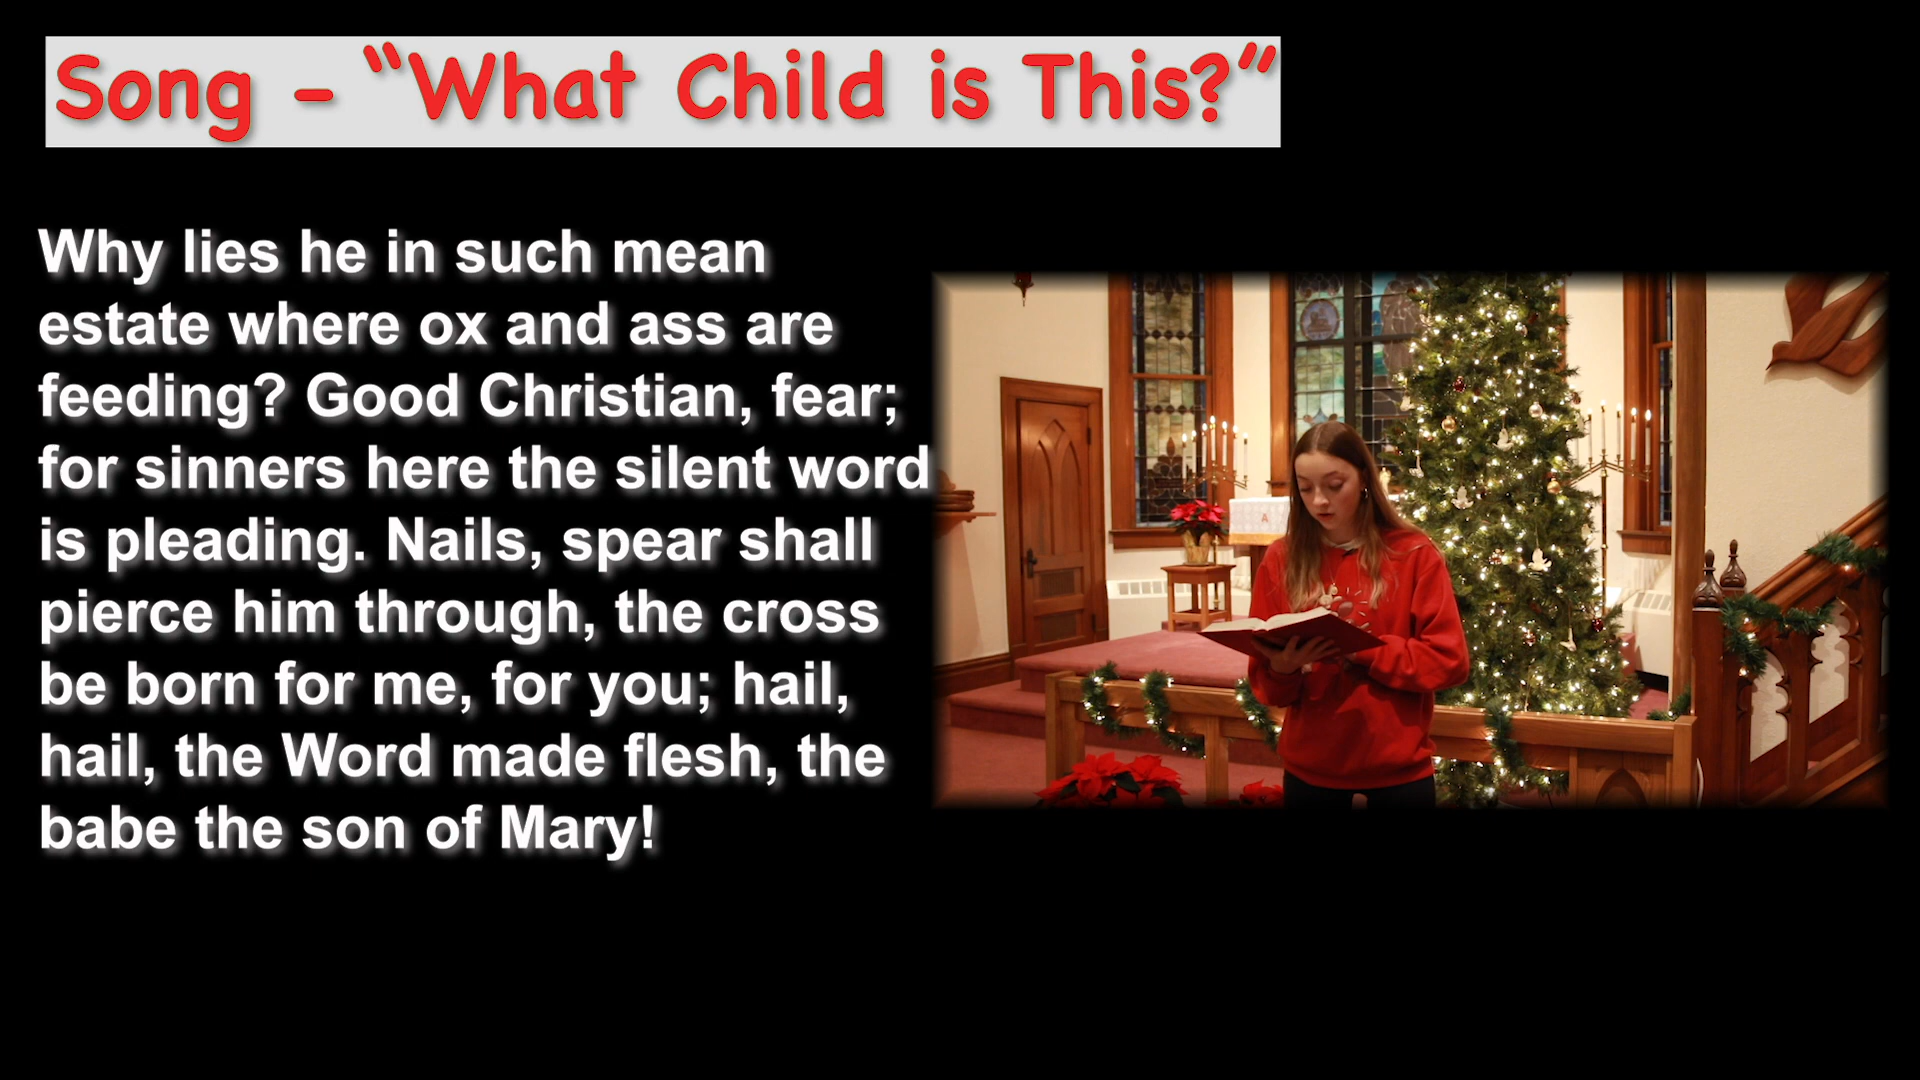 Song - “What Child is This?”
Why lies he in such mean
estate where ox and ass are
feeding? Good Christian, fear;
for sinners here the silent word
is pleading. Nails, spear shall
pierce him through, the cross
be born for me, for you; hail,
hail, the Word made flesh, the
babe the son of Mary!